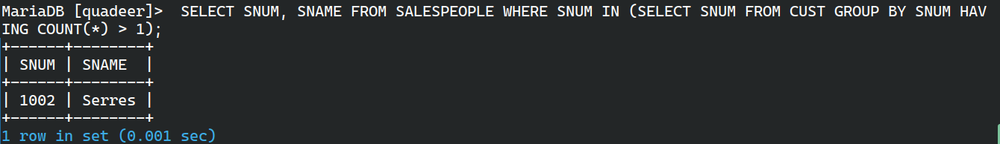 MariaDB [quadeer]>  SELECT SNUM, SNAME FROM SALESPEOPLE WHERE SNUM IN (SELECT SNUM FROM CUST GROUP BY SNUM HAV
ING COUNT(*) > 1);
+------+--------+
| SNUM | SNAME  |
+------+--------+
| 1002 | Serres |
+------+--------+
1 row in set (0.001 sec)